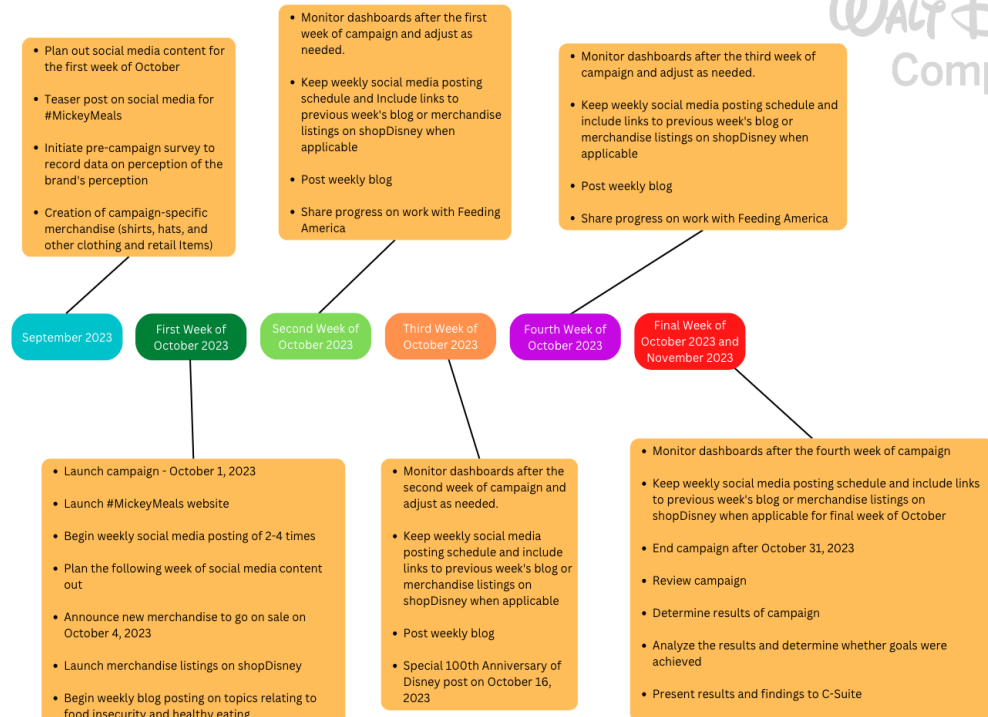 WALT
Comp
• Plan out social media content for
the first week of October
• Teaser post on social media for
#MickeyMeals
• Initiate pre-campaign survey to
record data on perception of the
brand's perception
• Creation of campaign-specific
merchandise (shirts, hats, and
other clothing and retail Items)
• Monitor dashboards after the first
week of campaign and adjust as
needed.
• Keep weekly social media posting
schedule and Include links to
previous week's blog or merchandise
listings on shopDisney when
applicable
• Post weekly blog
• Share progress on work with Feeding
America
• Monitor dashboards after the third week of
campaign and adjust as needed.
• Keep weekly social media posting schedule and
include links to previous week's blog or
merchandise listings on shopDisney when
applicable
• Post weekly blog
• Share progress on work with Feeding America
September 2023
First Week of
October 2023
Second Week of
October 2023
Third Week of
October 2023
Fourth Week of
October 2023
Final Week of
October 2023 and
November 2023
• Launch campaign - October 1, 2023
• Launch #MickeyMeals website
• Begin weekly social media posting of 2-4 times
• Plan the following week of social media content
out
• Announce new merchandise to go on sale on
October 4, 2023
• Launch merchandise listings on shopDisney
• Begin weekly blog posting on topics relating to
food insecurity and healthy eating
• Monitor dashboards after the
second week of campaign and
adjust as needed.
• Keep weekly social media
posting schedule and include
links to previous week's blog or
merchandise listings on
shopDisney when applicable
• Post weekly blog
• Special 100th Anniversary of
Disney post on October 16,
2023
• Monitor dashboards after the fourth week of campaign
• Keep weekly social media posting schedule and include links
to previous week's blog or merchandise listings on
shopDisney when applicable for final week of October
• End campaign after October 31, 2023
• Review campaign
• Determine results of campaign
• Analyze the results and determine whether goals were
achieved
• Present results and findings to C-Suite